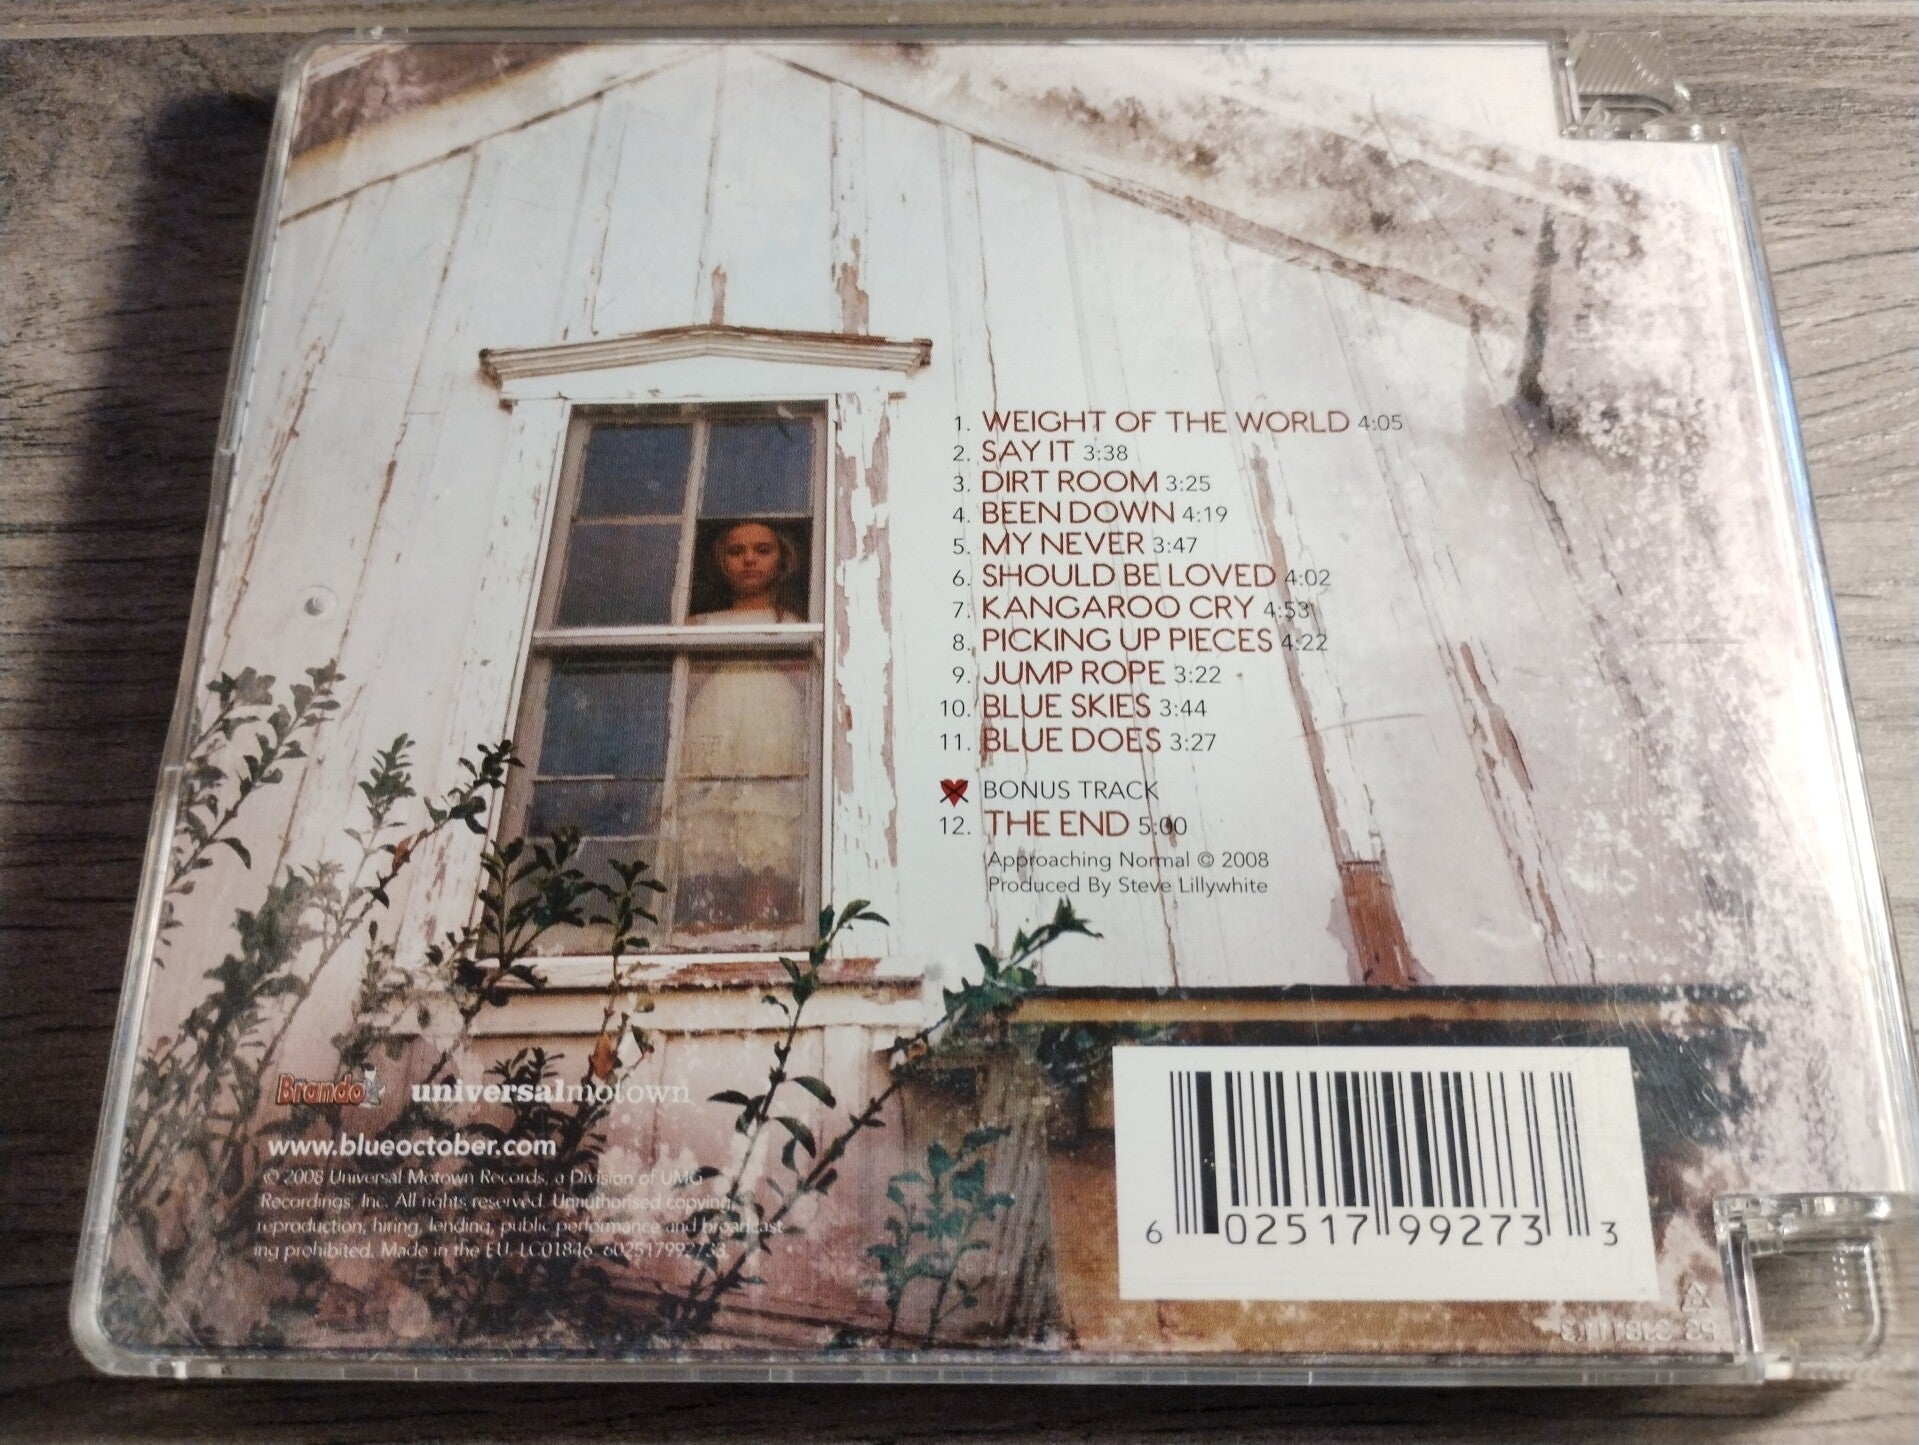 1. WEIGHT OF THE WORLD 4:05
2. SAY IT 3:38
3. DIRT ROOM 3:25
4. BEEN DOWN 4:19
5. MY NEVER 3:47
6. SHOULD BE LOVED 4:02
7. KANGAROO CRY 4:53
8. PICKING UP PIECES 4:22
9. JUMP ROPE 3:22
10. BLUE SKIES 3:44
11. BLUE DOES 3:27
BONUS TRACK
12. THE END 5:00
Approaching Normal © 2008
Produced By Steve Lillywhite
Brando universalmotown
www.blueoctober.com
© 2008 Universal Motown Records, a Division of UMG
Recordings, Inc. All rights reserved. Unauthorised copying,
reproduction, hiring, lending, public performance and broadcast-
ing prohibited. Made in the EU. LC01846. 602517992733
6 02517 99273 3